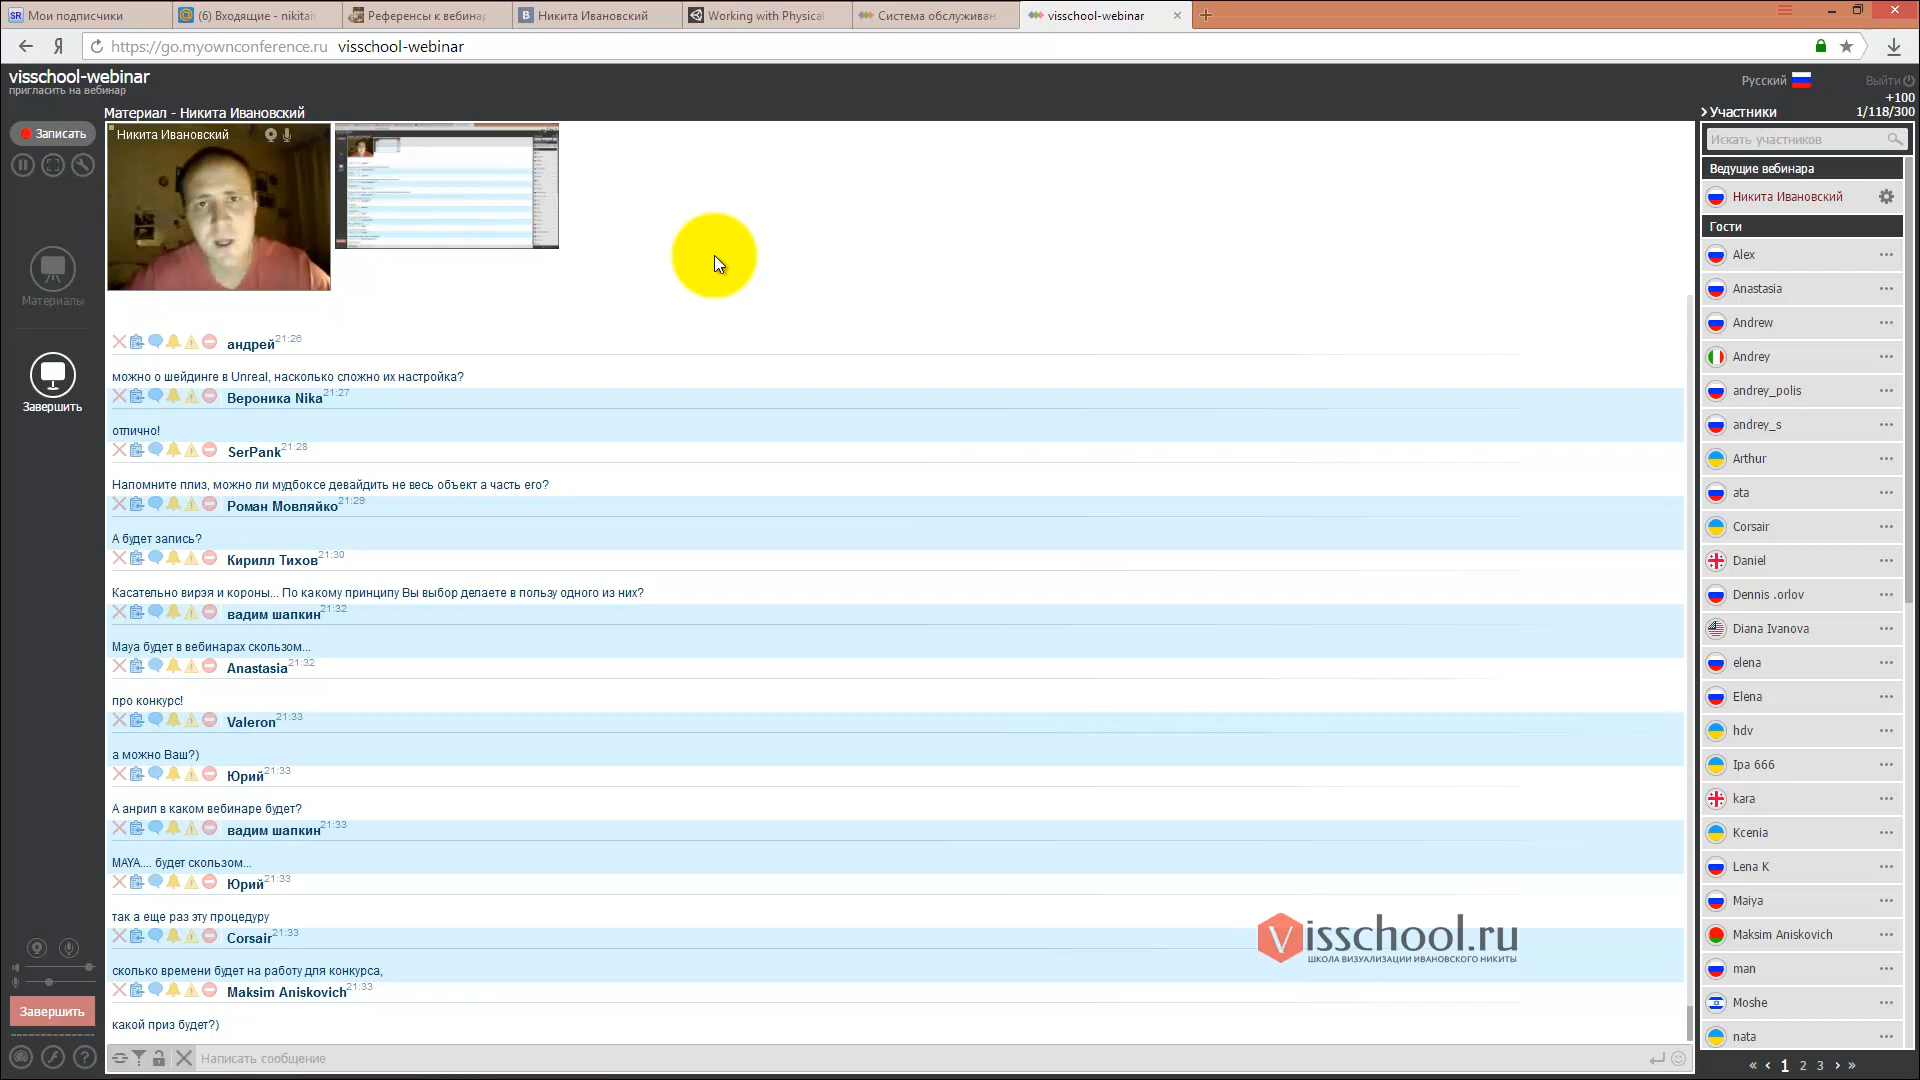 Мои подписчики
(6) Входящие - nikitai
Референсы к вебинар
Никита Ивановский
Working with Physical
Система обслуживан
visschool-webinar
https://go.myownconference.ru visschool-webinar
visschool-webinar
пригласить на вебинар
Русский
Выйти
+100
Материал - Никита Ивановский
Участники
1/118/300
Записать
Никита Ивановский
Искать участников
Ведущие вебинара
Никита Ивановский
Гости
Материалы
Завершить
андрей 21:26
можно о шейдинге в Unreal, насколько сложно их настройка?
Вероника Nika 21:27
отлично!
SerPank 21:28
Напомните плиз, можно ли мудбоксе девайдить не весь объект а часть его?
Роман Мовляйко 21:29
А будет запись?
Кирилл Тихов 21:30
Касательно вирэя и короны... По какому принципу Вы выбор делаете в пользу одного из них?
вадим шапкин 21:32
Maya будет в вебинарах скользом...
Anastasia 21:32
про конкурс!
Valeron 21:33
а можно Ваш?)
Юрий 21:33
А анрил в каком вебинаре будет?
вадим шапкин 21:33
MAYA.... будет скользом...
Юрий 21:33
так а еще раз эту процедуру
Corsair 21:33
сколько времени будет на работу для конкурса,
Maksim Aniskovich 21:33
какой приз будет?)
Написать сообщение
Alex
Anastasia
Andrew
Andrey
andrey_polis
andrey_s
Arthur
ata
Corsair
Daniel
Dennis .orlov
Diana Ivanova
elena
Elena
hdv
Ipa 666
kara
Kcenia
Lena K
Maiya
Maksim Aniskovich
man
Moshe
nata
« ‹ 1 2 3 › »
Завершить
Visschool.ru
ШКОЛА ВИЗУАЛИЗАЦИИ ИВАНОВСКОГО НИКИТЫ